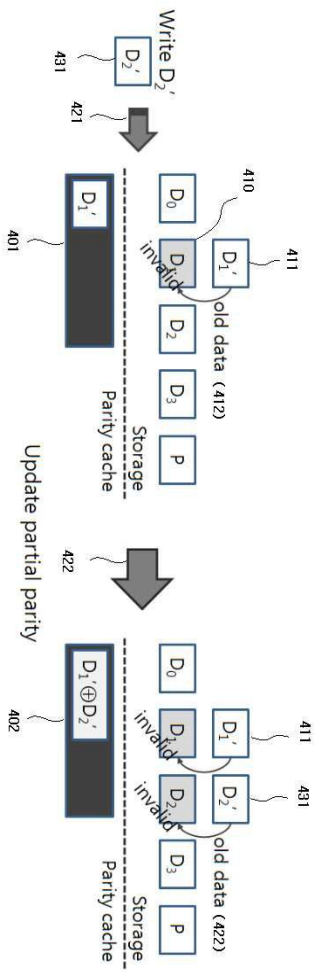 Write D₂′
D₂′
431
421
411
D₁′
old data (412)
410
D₀
D₁
invalid
D₂
D₃
P
Storage
Parity cache
D₁′
401
422
Update partial parity
411
431
D₁′
D₂′
old data (422)
D₀
D₁
invalid
D₂
invalid
D₃
P
Storage
Parity cache
D₁′⊕D₂′
402